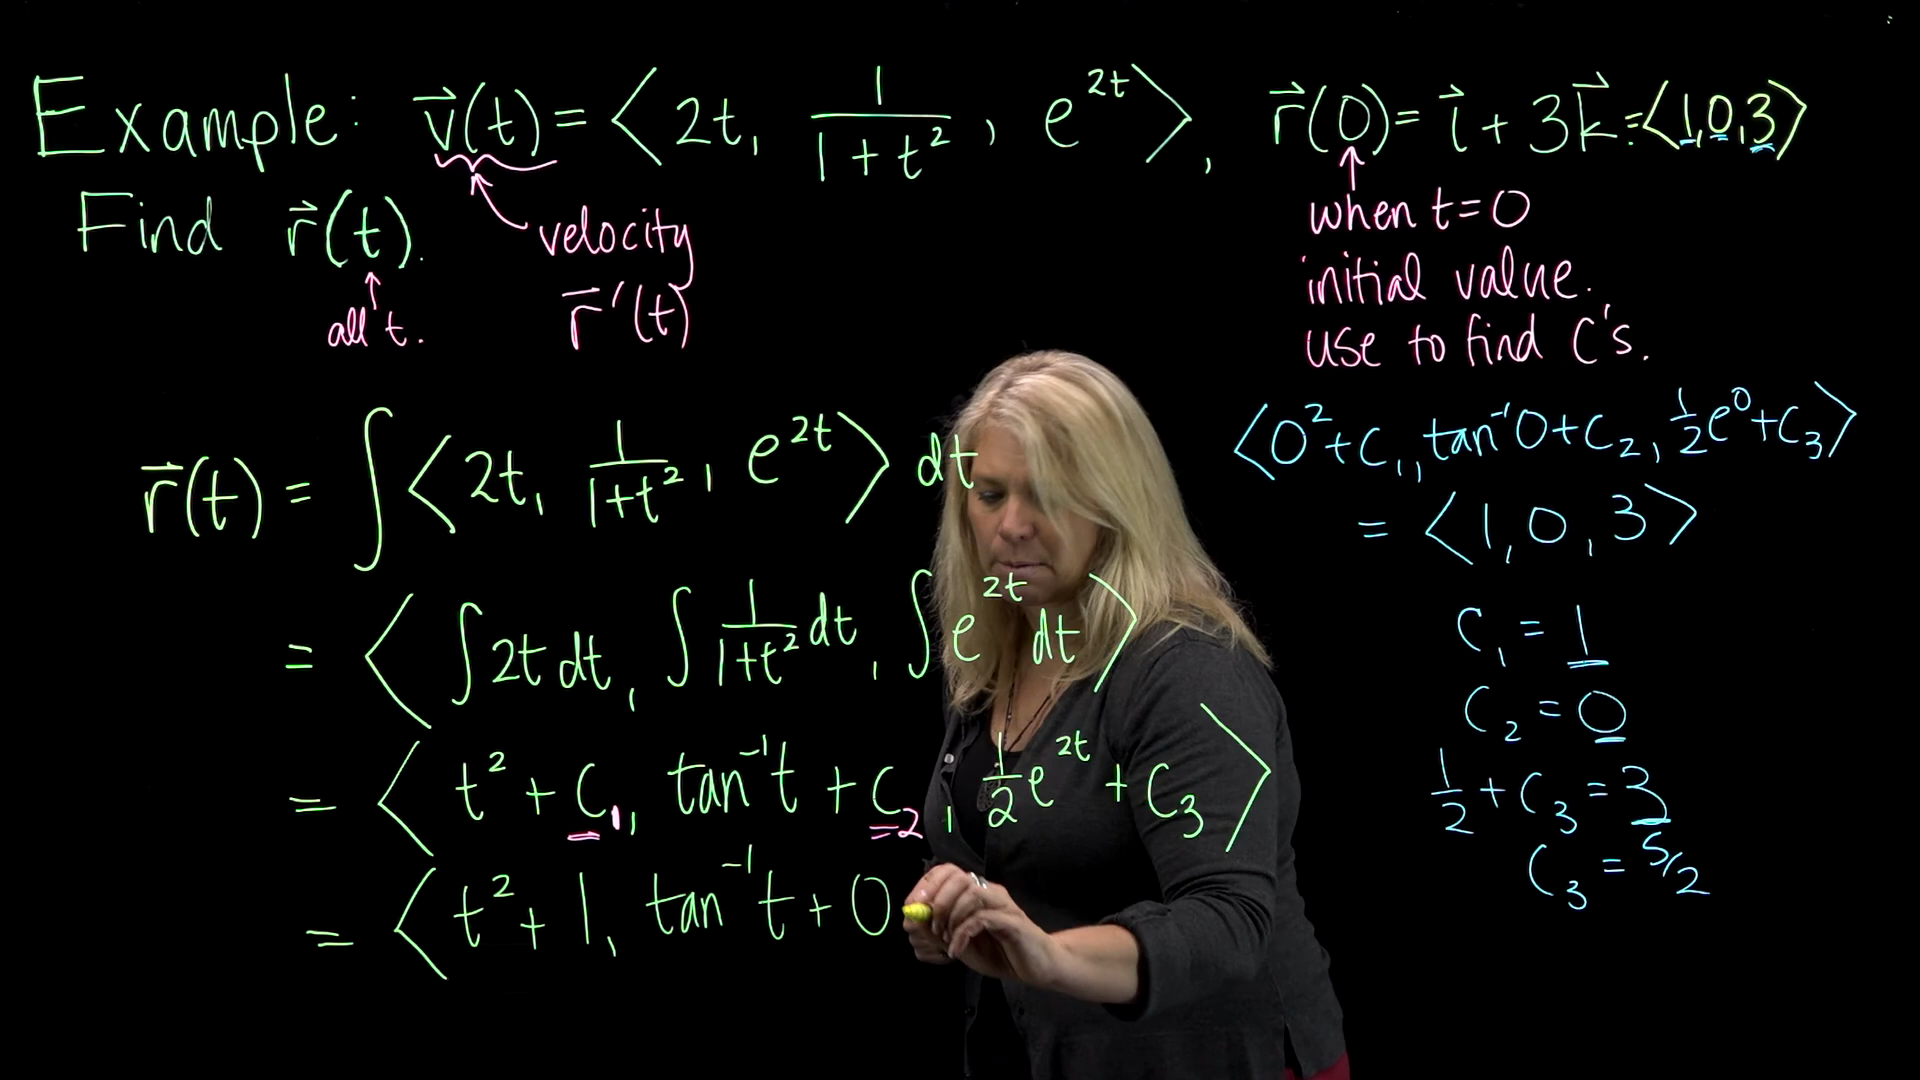 Example: v⃗(t) = ⟨2t, 1/(1+t²), e^(2t)⟩, r⃗(0) = i⃗ + 3k⃗ = ⟨1,0,3⟩
Find r⃗(t).
all t.
velocity
r⃗'(t)
when t=0
initial value.
use to find C's.
r⃗(t) = ∫⟨2t, 1/(1+t²), e^(2t)⟩ dt
= ⟨∫2t dt, ∫1/(1+t²) dt, ∫e^(2t) dt⟩
= ⟨t² + C₁, tan⁻¹t + C₂, ½e^(2t) + C₃⟩
= ⟨t² + 1, tan⁻¹t + 0
⟨0² + C₁, tan⁻¹0 + C₂, ½e⁰ + C₃⟩
= ⟨1, 0, 3⟩
C₁ = 1
C₂ = 0
½ + C₃ = 3
C₃ = 5/2